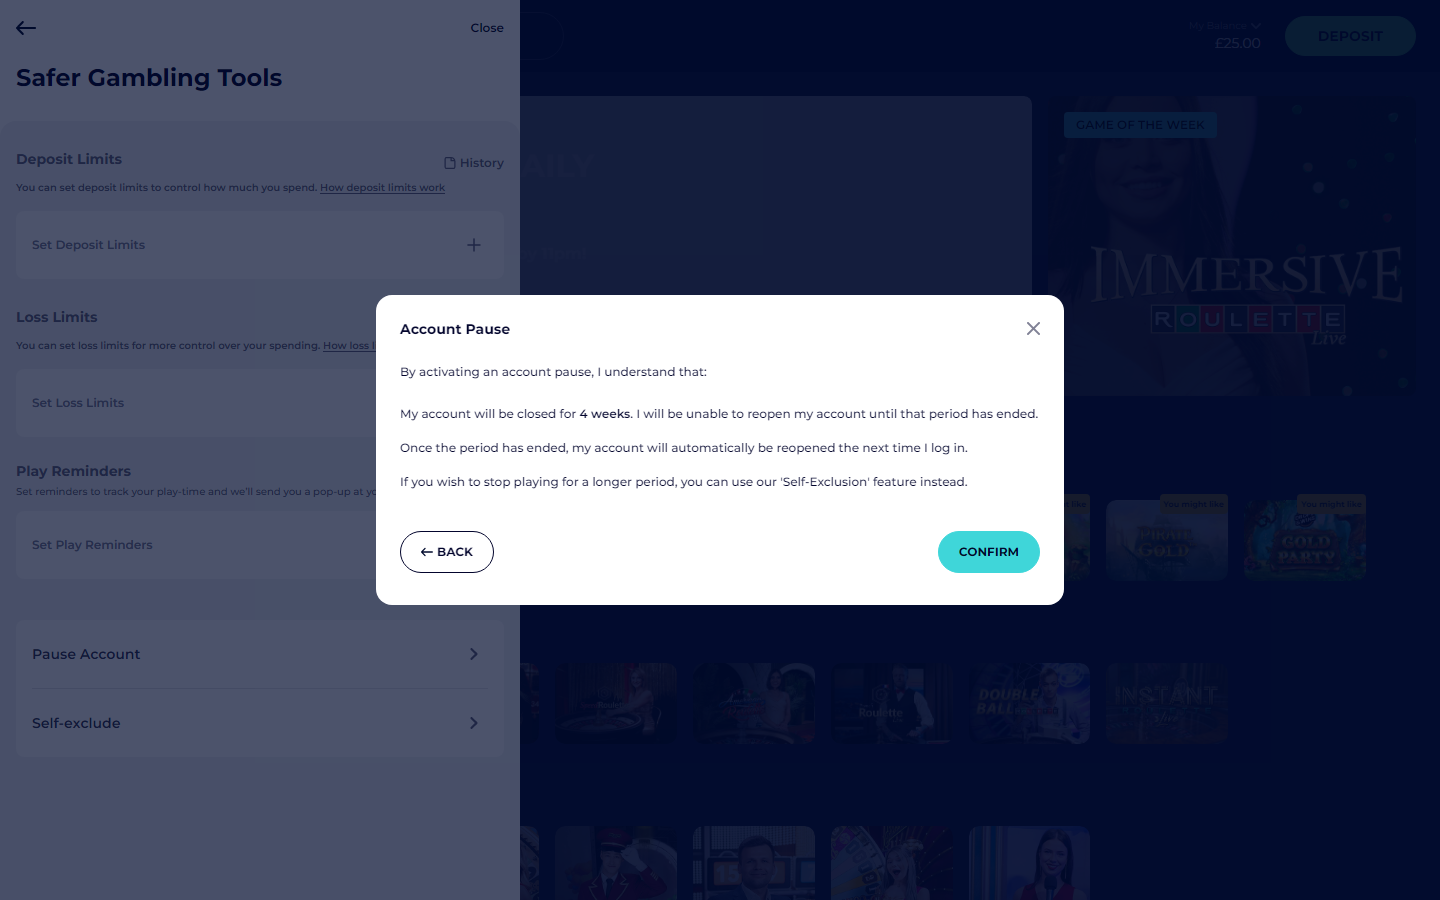 Close
Safer Gambling Tools
Deposit Limits
History
You can set deposit limits to control how much you spend. How deposit limits work
Set Deposit Limits
Loss Limits
You can set loss limits for more control over your spending. How loss l
Set Loss Limits
Play Reminders
Set reminders to track your play-time and we'll send you a pop-up at yo
Set Play Reminders
Pause Account
Self-exclude
My Balance
£25.00
DEPOSIT
AILY
GAME OF THE WEEK
IMMERSIVE
ROULETTE
Live
Account Pause
By activating an account pause, I understand that:
My account will be closed for 4 weeks. I will be unable to reopen my account until that period has ended.
Once the period has ended, my account will automatically be reopened the next time I log in.
If you wish to stop playing for a longer period, you can use our 'Self-Exclusion' feature instead.
BACK
CONFIRM
t like
You might like
You might like
PIRATE
GOLD
GOLD
PARTY
Roulette
Roulette
DOUBLE
BALL
INSTANT